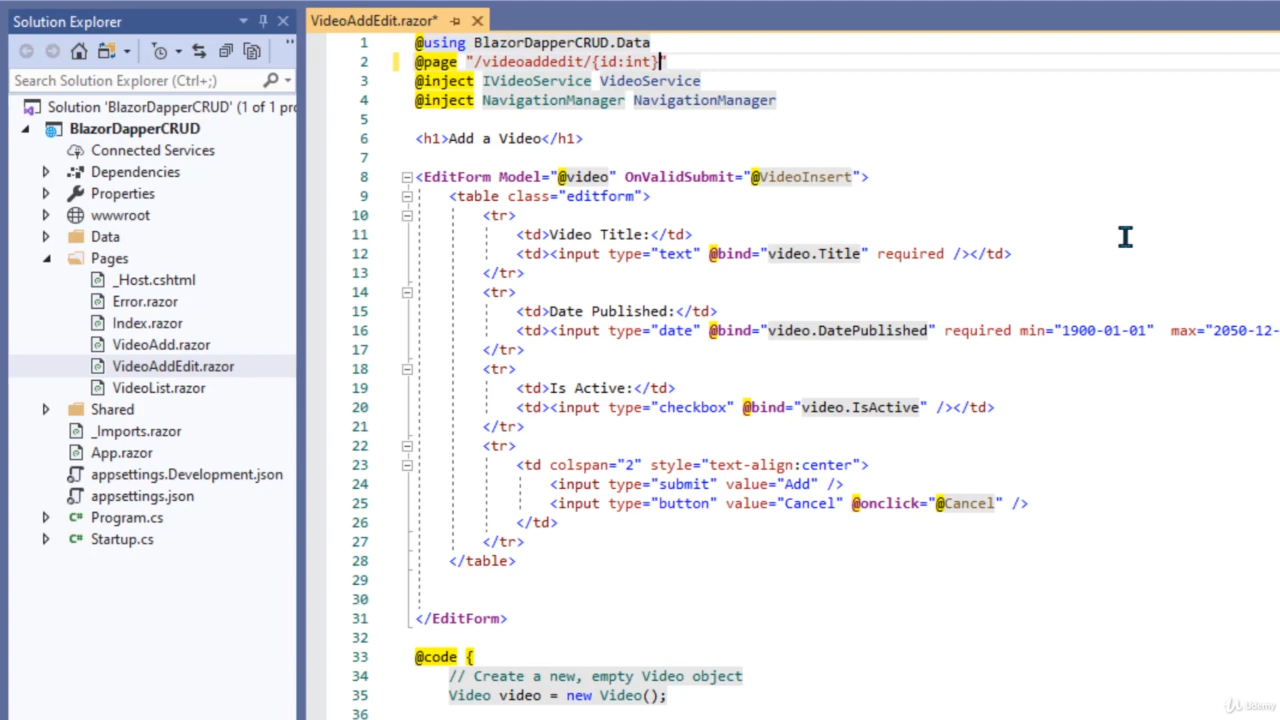 Solution Explorer
Search Solution Explorer (Ctrl+;)
Solution 'BlazorDapperCRUD' (1 of 1 pro
BlazorDapperCRUD
Connected Services
Dependencies
Properties
wwwroot
Data
Pages
_Host.cshtml
Error.razor
Index.razor
VideoAdd.razor
VideoAddEdit.razor
VideoList.razor
Shared
_Imports.razor
App.razor
appsettings.Development.json
appsettings.json
Program.cs
Startup.cs
VideoAddEdit.razor*
1 @using BlazorDapperCRUD.Data
2 @page "/videoaddedit/{id:int}"
3 @inject IVideoService VideoService
4 @inject NavigationManager NavigationManager
5
6 <h1>Add a Video</h1>
7
8 <EditForm Model="@video" OnValidSubmit="@VideoInsert">
9 <table class="editform">
10 <tr>
11 <td>Video Title:</td>
12 <td><input type="text" @bind="video.Title" required /></td>
13 </tr>
14 <tr>
15 <td>Date Published:</td>
16 <td><input type="date" @bind="video.DatePublished" required min="1900-01-01" max="2050-12-
17 </tr>
18 <tr>
19 <td>Is Active:</td>
20 <td><input type="checkbox" @bind="video.IsActive" /></td>
21 </tr>
22 <tr>
23 <td colspan="2" style="text-align:center">
24 <input type="submit" value="Add" />
25 <input type="button" value="Cancel" @onclick="@Cancel" />
26 </td>
27 </tr>
28 </table>
29
30
31 </EditForm>
32
33 @code {
34 // Create a new, empty Video object
35 Video video = new Video();
36
Udemy